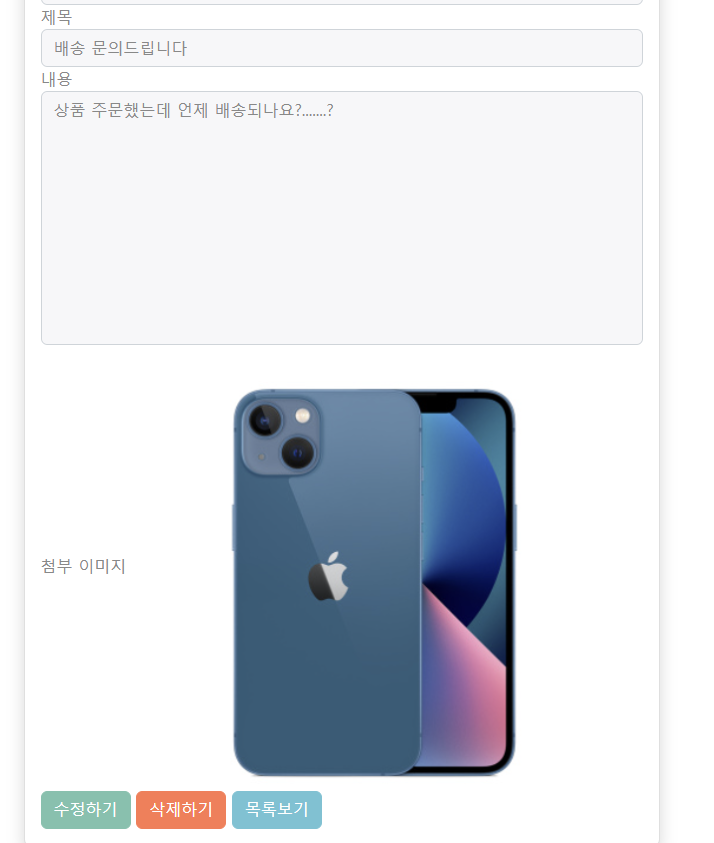 제목
배송 문의드립니다
내용
상품 주문했는데 언제 배송되나요?.......?
첨부 이미지
수정하기 삭제하기 목록보기